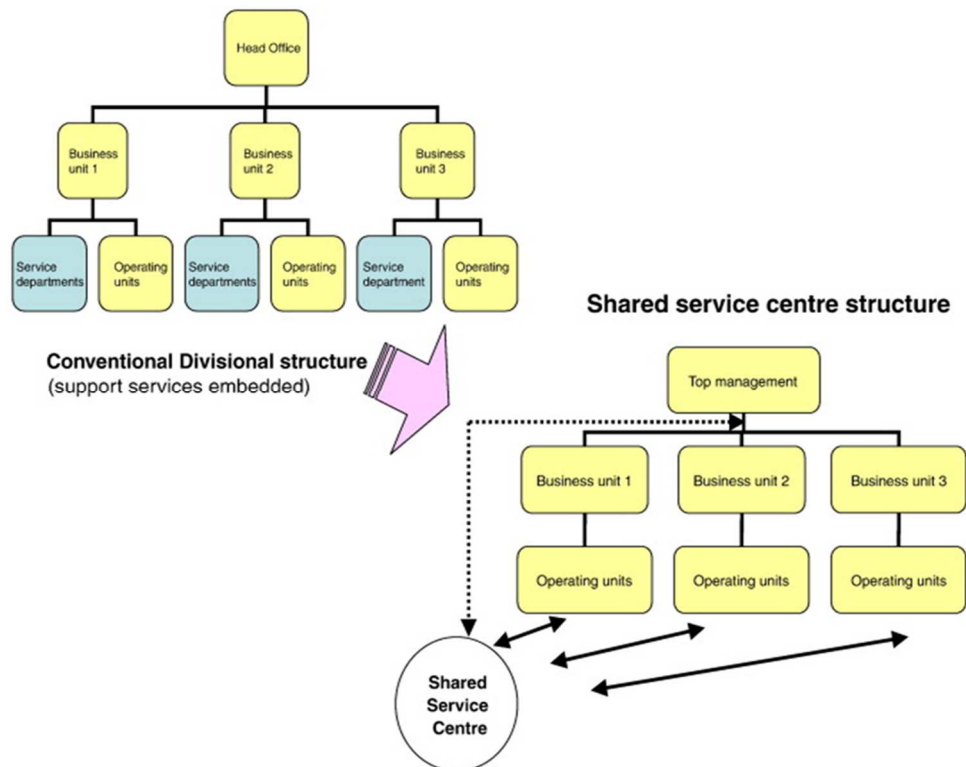 Head Office
Business
unit 1
Business
unit 2
Business
unit 3
Service
departments
Operating
units
Service
departments
Operating
units
Service
department
Operating
units
Conventional Divisional structure
(support services embedded)
Shared service centre structure
Top management
Business unit 1
Business unit 2
Business unit 3
Operating units
Operating units
Operating units
Shared
Service
Centre